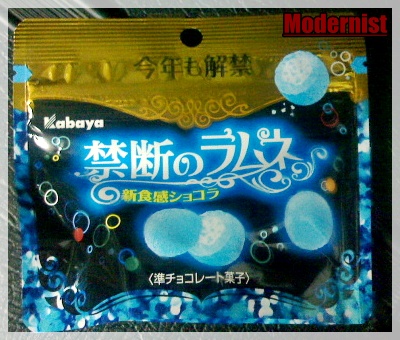 Modernist
今年も解禁
Kabaya
禁断のラムネ
新食感ショコラ
〈準チョコレート菓子〉